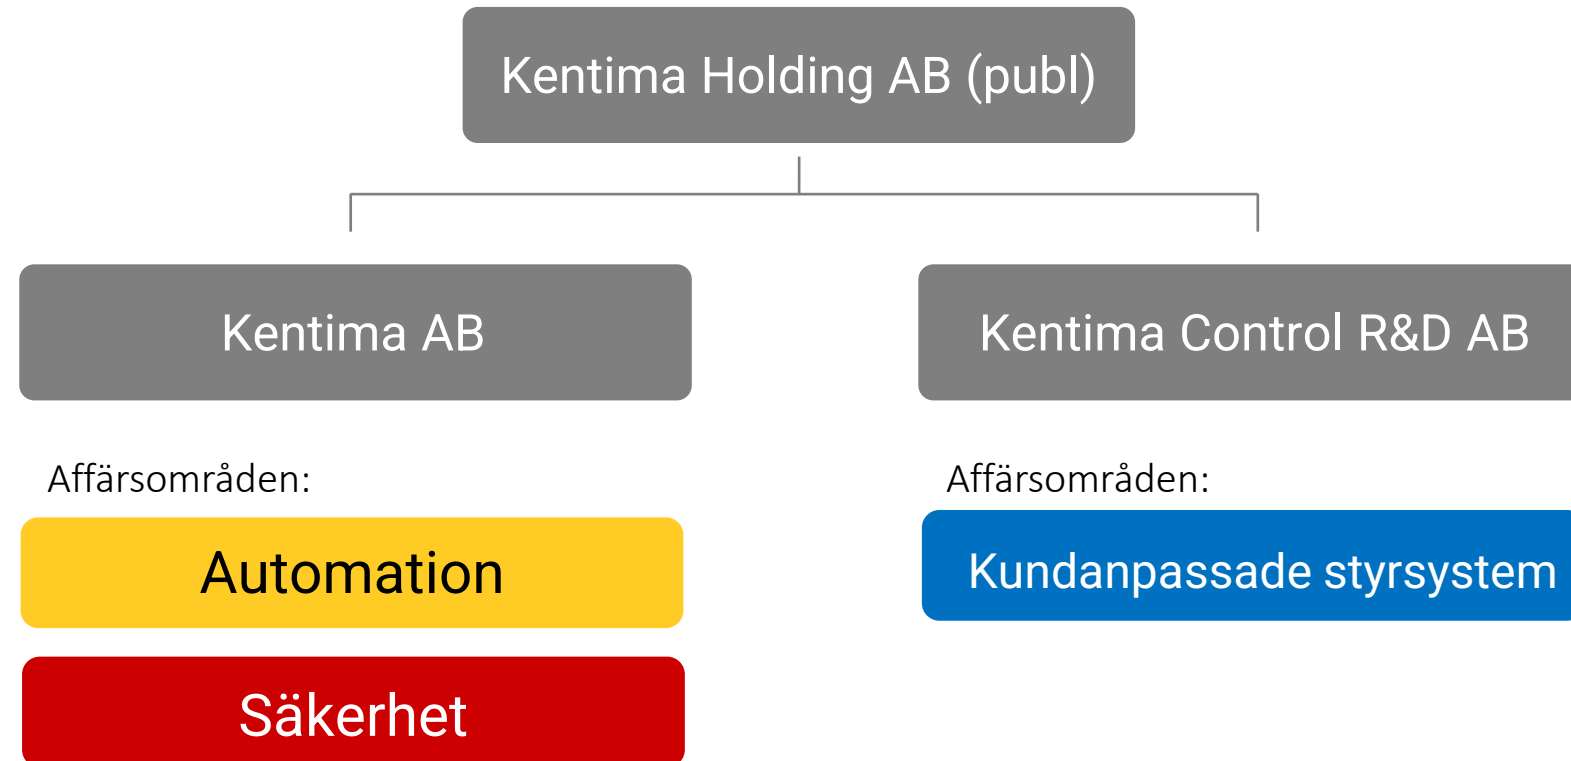 Kentima Holding AB (publ)
Kentima AB
Kentima Control R&D AB
Affärsområden:
Affärsområden:
Automation
Kundanpassade styrsystem
Säkerhet